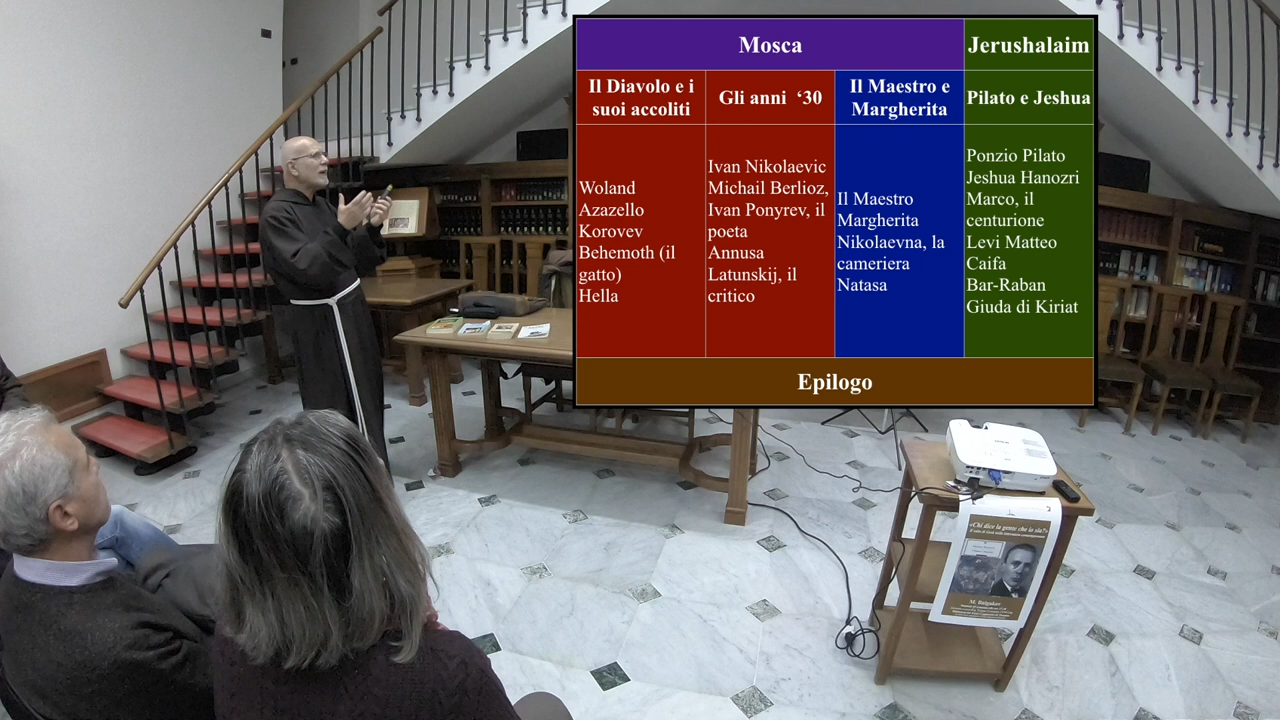 Mosca
Jerushalaim
Il Diavolo e i
suoi accoliti
Gli anni ‘30
Il Maestro e
Margherita
Pilato e Jeshua
Woland
Azazello
Korovev
Behemoth (il
gatto)
Hella
Ivan Nikolaevic
Michail Berlioz,
Ivan Ponyrev, il
poeta
Annusa
Latunskij, il
critico
Il Maestro
Margherita
Nikolaevna, la
cameriera
Natasa
Ponzio Pilato
Jeshua Hanozri
Marco, il
centurione
Levi Matteo
Caifa
Bar-Raban
Giuda di Kiriat
Epilogo
«Chi dice la gente che io sia?»
M. Bulgakov